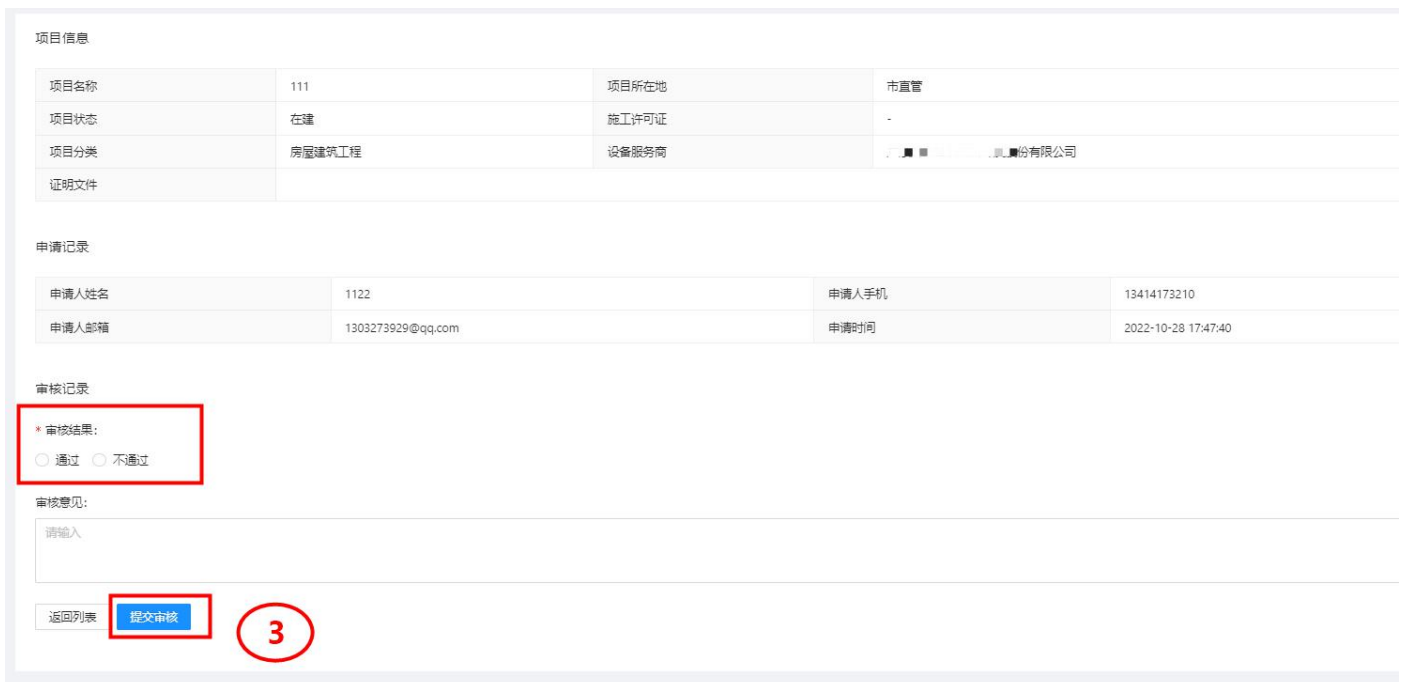 项目信息
项目名称 111 项目所在地 市直管
项目状态 在建 施工许可证 -
项目分类 房屋建筑工程 设备服务商 份有限公司
证明文件
申请记录
申请人姓名 1122 申请人手机 13414173210
申请人邮箱 1303273929@qq.com 申请时间 2022-10-28 17:47:40
审核记录
* 审核结果:
通过 不通过
审核意见:
请输入
返回列表 提交审核 3